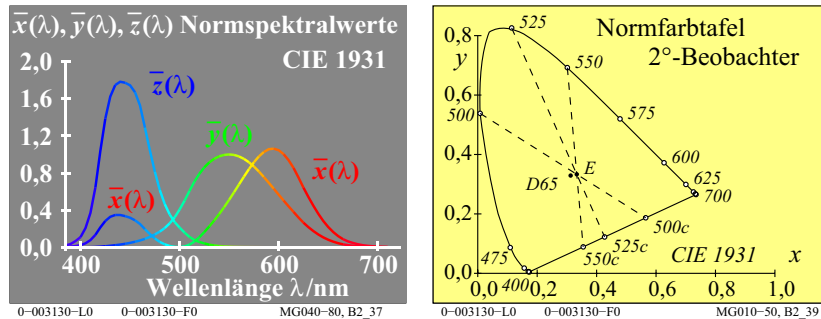 x̅(λ), y̅(λ), z̅(λ) Normspektralwerte
CIE 1931
2,0
1,6
1,2
0,8
0,4
0,0
z̅(λ)
y̅(λ)
x̅(λ)
x̅(λ)
400 500 600 700
Wellenlänge λ/nm
0-003130-L0 0-003130-F0 MG040-80, B2_37
Normfarbtafel
2°-Beobachter
0,8
y
0,6
0,4
0,2
0,0
525
550
500
575
600
625
700
E
D65
500c
525c
550c
475
400
CIE 1931
0,0 0,2 0,4 0,6 0,8 x
0-003130-L0 0-003130-F0 MG010-50, B2_39